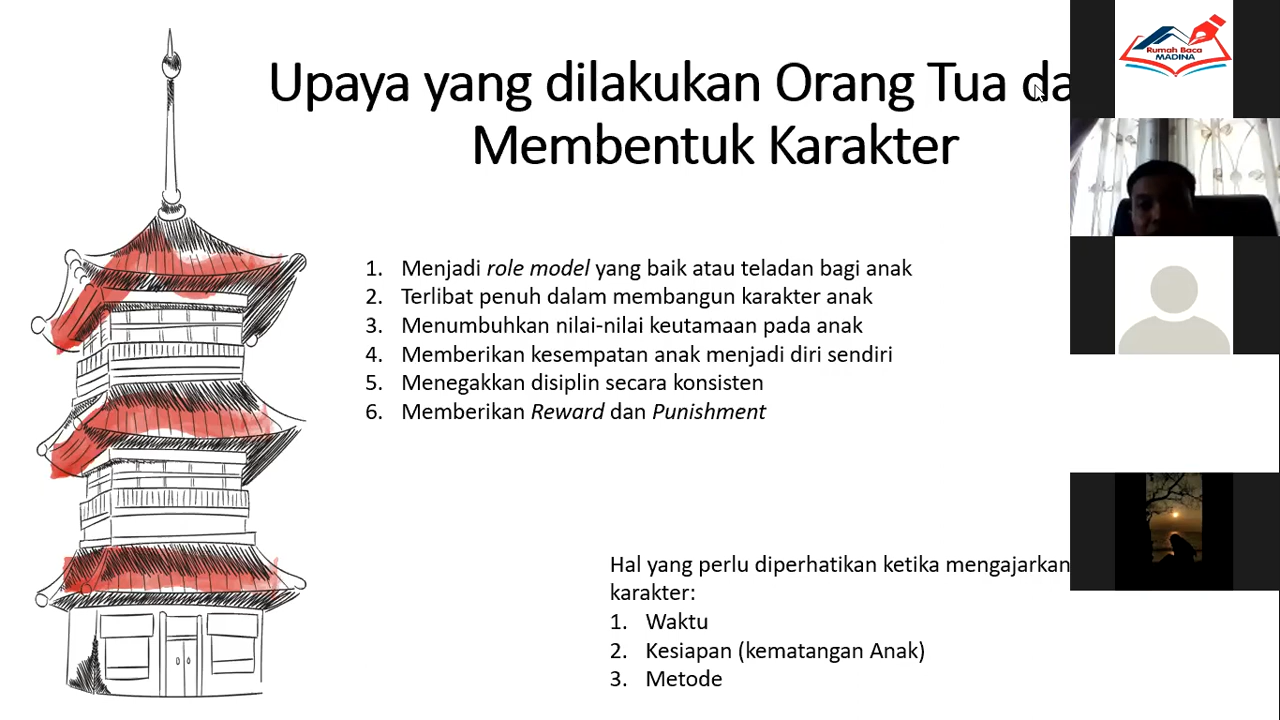 Upaya yang dilakukan Orang Tua da
Membentuk Karakter
1. Menjadi role model yang baik atau teladan bagi anak
2. Terlibat penuh dalam membangun karakter anak
3. Menumbuhkan nilai-nilai keutamaan pada anak
4. Memberikan kesempatan anak menjadi diri sendiri
5. Menegakkan disiplin secara konsisten
6. Memberikan Reward dan Punishment
Hal yang perlu diperhatikan ketika mengajarkan
karakter:
1. Waktu
2. Kesiapan (kematangan Anak)
3. Metode
Rumah Baca
MADINA